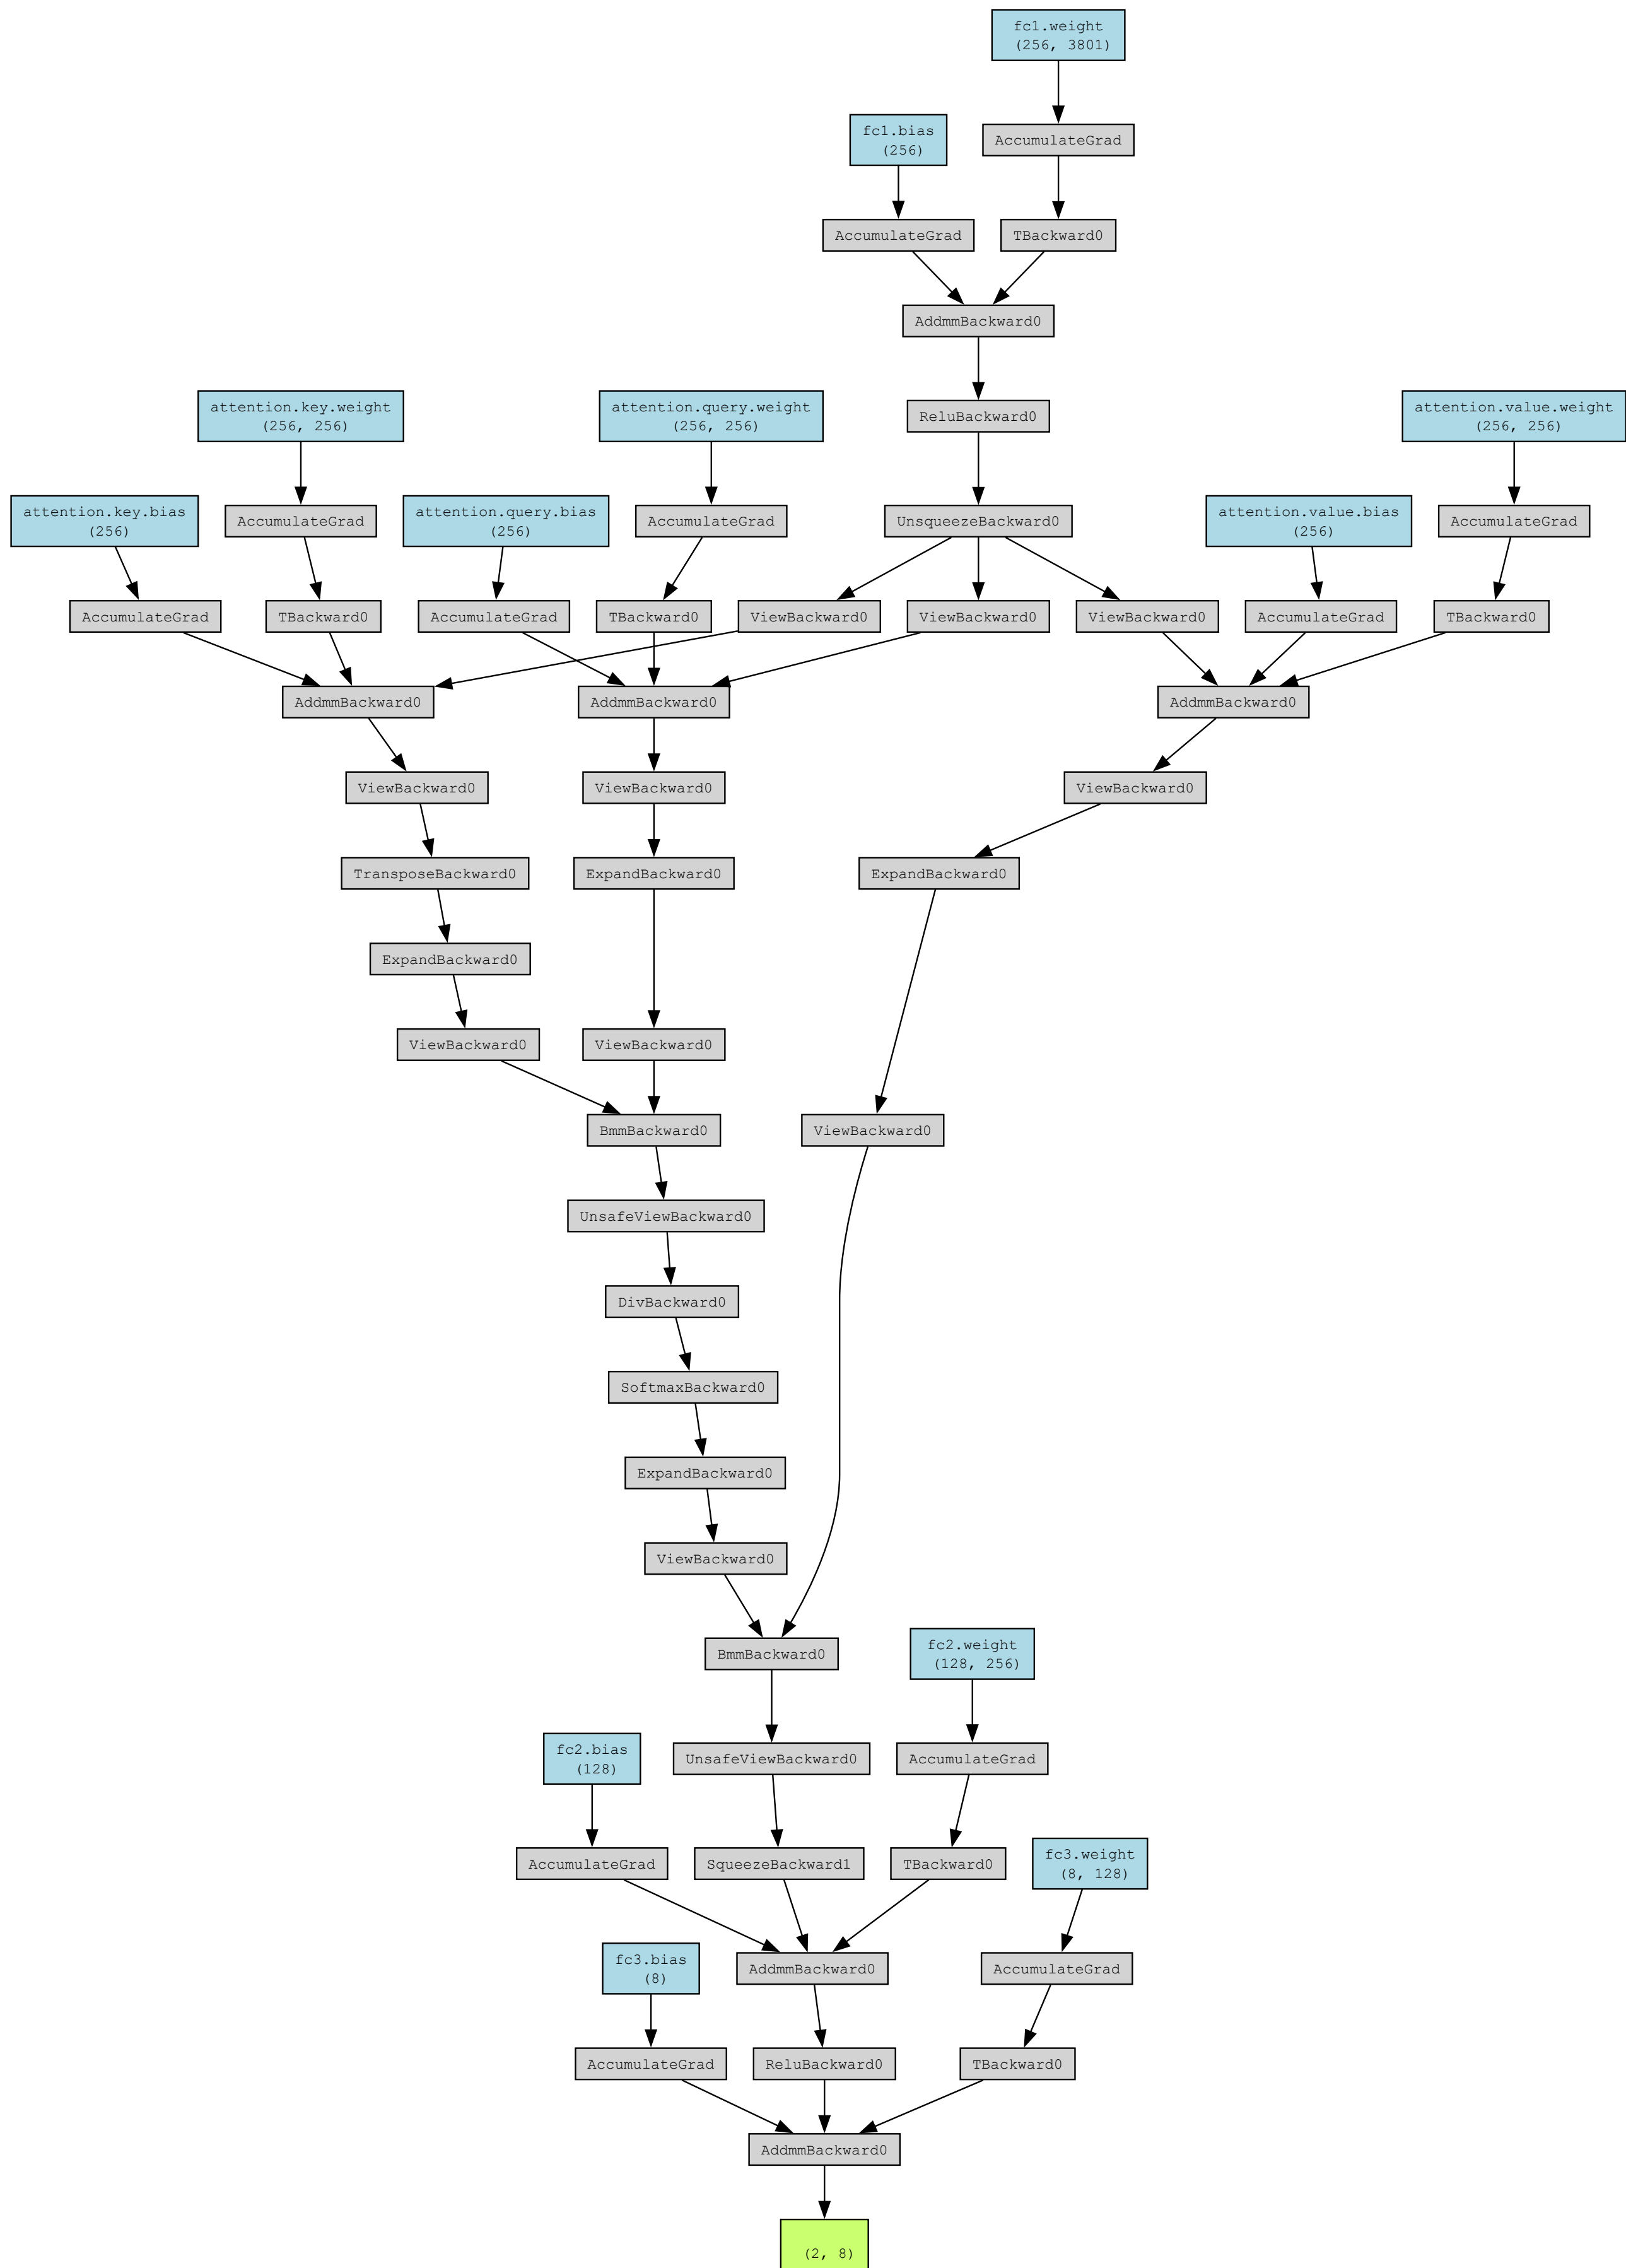 fc1.weight
(256, 3801)
fc1.bias
(256)
AccumulateGrad
AccumulateGrad
TBackward0
AddmmBackward0
attention.key.weight
(256, 256)
attention.query.weight
(256, 256)
ReluBackward0
attention.value.weight
(256, 256)
attention.key.bias
(256)
AccumulateGrad
attention.query.bias
(256)
AccumulateGrad
UnsqueezeBackward0
attention.value.bias
(256)
AccumulateGrad
AccumulateGrad
TBackward0
AccumulateGrad
TBackward0
ViewBackward0
ViewBackward0
ViewBackward0
AccumulateGrad
TBackward0
AddmmBackward0
AddmmBackward0
AddmmBackward0
ViewBackward0
ViewBackward0
ViewBackward0
TransposeBackward0
ExpandBackward0
ExpandBackward0
ExpandBackward0
ViewBackward0
ViewBackward0
BmmBackward0
ViewBackward0
UnsafeViewBackward0
DivBackward0
SoftmaxBackward0
ExpandBackward0
ViewBackward0
BmmBackward0
fc2.weight
(128, 256)
fc2.bias
(128)
UnsafeViewBackward0
AccumulateGrad
AccumulateGrad
SqueezeBackward1
TBackward0
fc3.weight
(8, 128)
fc3.bias
(8)
AddmmBackward0
AccumulateGrad
AccumulateGrad
ReluBackward0
TBackward0
AddmmBackward0
(2, 8)